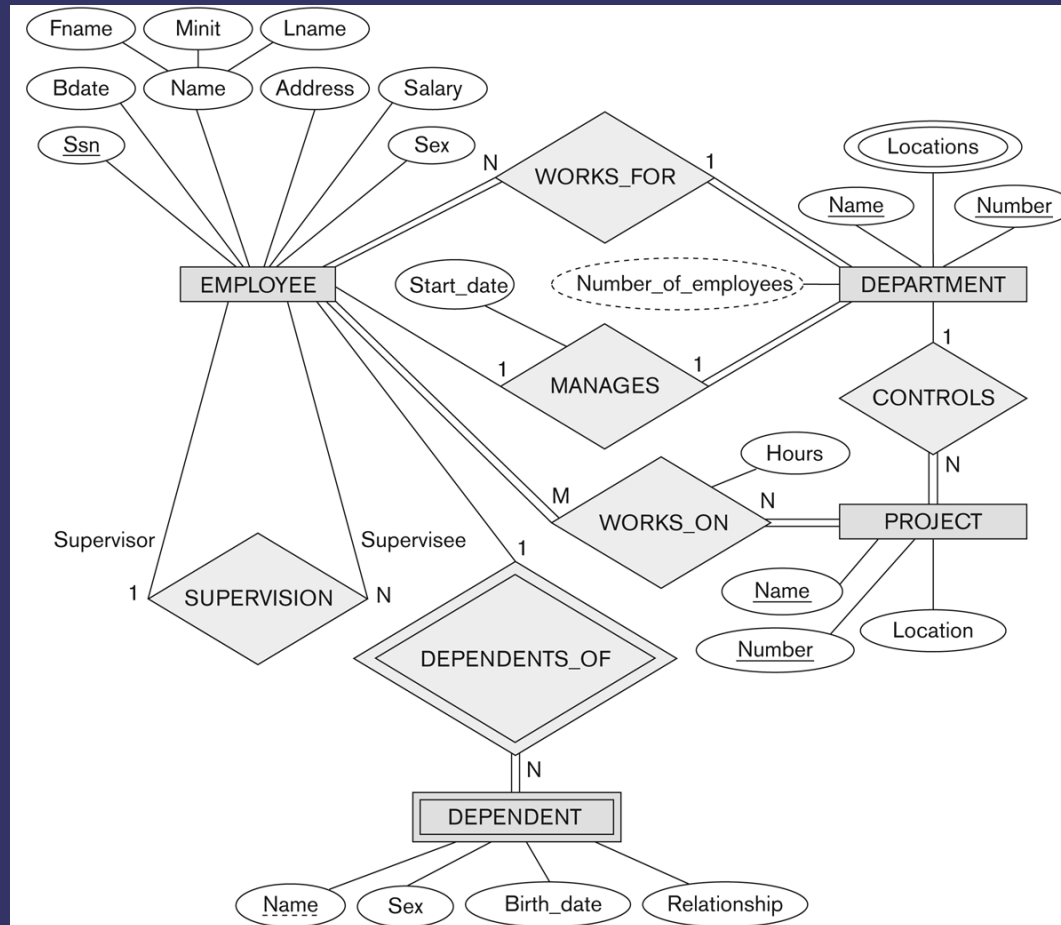 Fname
Minit
Lname
Bdate
Name
Address
Salary
Ssn
Sex
N
WORKS_FOR
1
Locations
Name
Number
EMPLOYEE
Start_date
Number_of_employees
DEPARTMENT
1
MANAGES
1
1
CONTROLS
N
Hours
M
WORKS_ON
N
PROJECT
Supervisor
Supervisee
1
1
SUPERVISION
N
Name
Number
Location
DEPENDENTS_OF
N
DEPENDENT
Name
Sex
Birth_date
Relationship